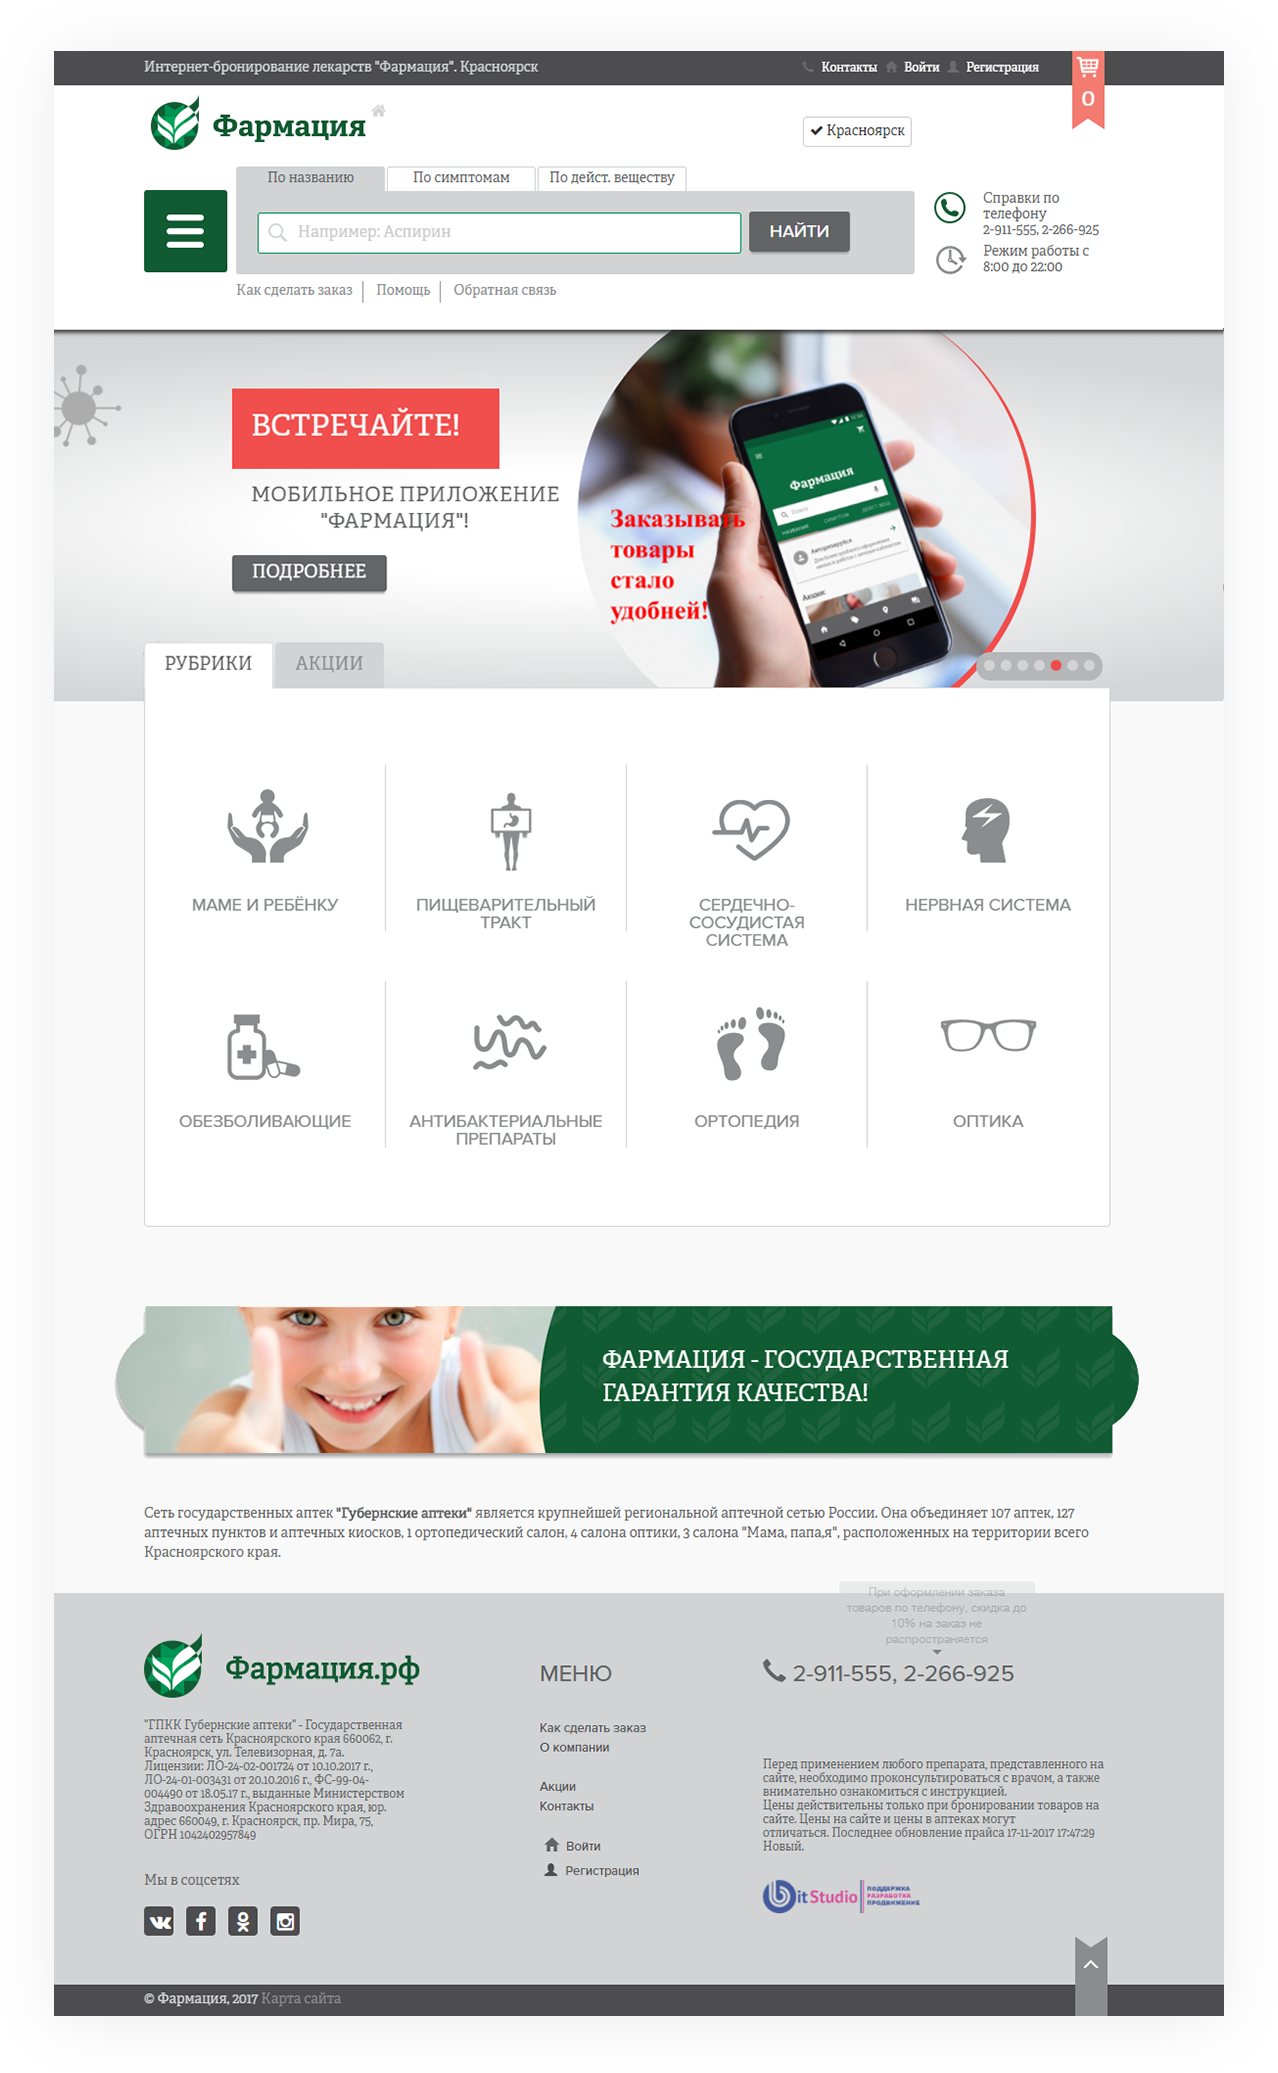 Интернет-бронирование лекарств "Фармация". Красноярск
Контакты Войти Регистрация
0
Фармация
Красноярск
По названию
По симптомам
По дейст. веществу
Например: Аспирин
НАЙТИ
Справки по
телефону
2-911-555, 2-266-925
Режим работы с
8:00 до 22:00
Как сделать заказ
Помощь
Обратная связь
ВСТРЕЧАЙТЕ!
МОБИЛЬНОЕ ПРИЛОЖЕНИЕ
"ФАРМАЦИЯ"!
ПОДРОБНЕЕ
Заказывать
товары
стало
удобней!
Фармация
Поиск
НАЗВАНИЕ СИМПТОМ ДЕЙСТ. ВЕЩ.
Авторизируйся
Акции:
РУБРИКИ
АКЦИИ
МАМЕ И РЕБЁНКУ
ПИЩЕВАРИТЕЛЬНЫЙ
ТРАКТ
СЕРДЕЧНО-
СОСУДИСТАЯ
СИСТЕМА
НЕРВНАЯ СИСТЕМА
ОБЕЗБОЛИВАЮЩИЕ
АНТИБАКТЕРИАЛЬНЫЕ
ПРЕПАРАТЫ
ОРТОПЕДИЯ
ОПТИКА
ФАРМАЦИЯ - ГОСУДАРСТВЕННАЯ
ГАРАНТИЯ КАЧЕСТВА!
Сеть государственных аптек "Губернские аптеки" является крупнейшей региональной аптечной сетью России. Она объединяет 107 аптек, 127
аптечных пунктов и аптечных киосков, 1 ортопедический салон, 4 салона оптики, 3 салона "Мама, папа,я", расположенных на территории всего
Красноярского края.
При оформлении заказа
товаров по телефону, скидка до
10% на заказ не
распространяется
Фармация.рф
"ГПКК Губернские аптеки" - Государственная
аптечная сеть Красноярского края 660062, г.
Красноярск, ул. Телевизорная, д. 7а.
Лицензии: ЛО-24-02-001724 от 10.10.2017 г.,
ЛО-24-01-003431 от 20.10.2016 г., ФС-99-04-
004490 от 18.05.17 г., выданные Министерством
Здравоохранения Красноярского края, юр.
адрес 660049, г. Красноярск, пр. Мира, 75,
ОГРН 1042402957849
Мы в соцсетях
МЕНЮ
Как сделать заказ
О компании
Акции
Контакты
Войти
Регистрация
2-911-555, 2-266-925
Перед применением любого препарата, представленного на
сайте, необходимо проконсультироваться с врачом, а также
внимательно ознакомиться с инструкцией.
Цены действительны только при бронировании товаров на
сайте. Цены на сайте и цены в аптеках могут
отличаться. Последнее обновление прайса 17-11-2017 17:47:29
Новый.
bitStudio
ПОДДЕРЖКА
РАЗРАБОТКА
ПРОДВИЖЕНИЕ
© Фармация, 2017 Карта сайта